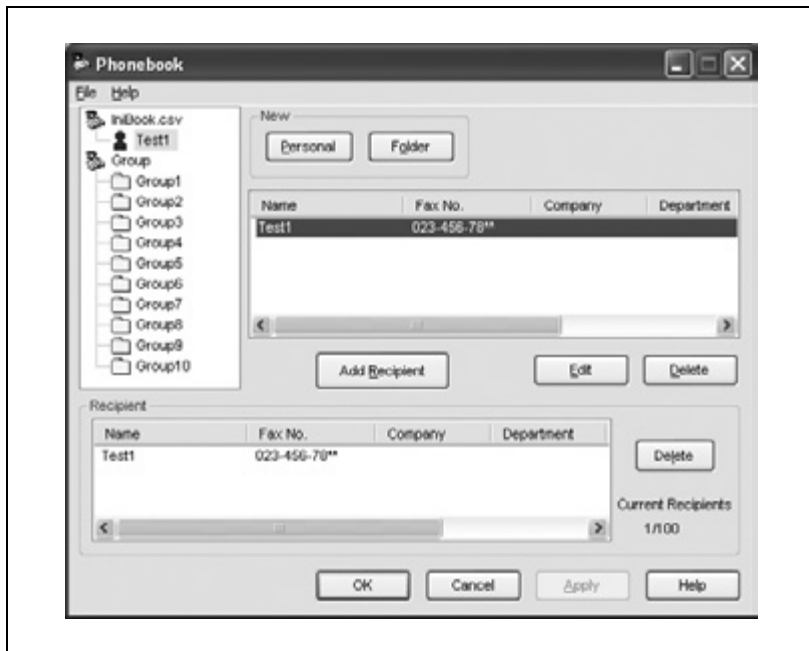 Phonebook
File Help
IniBook.csv
Test1
Group
Group1
Group2
Group3
Group4
Group5
Group6
Group7
Group8
Group9
Group10
New
Personal Folder
Name Fax No. Company Department
Test1 023-456-78**
Add Recipient Edit Delete
Recipient
Name Fax No. Company Department
Test1 023-456-78**
Delete
Current Recipients
1/100
OK Cancel Apply Help